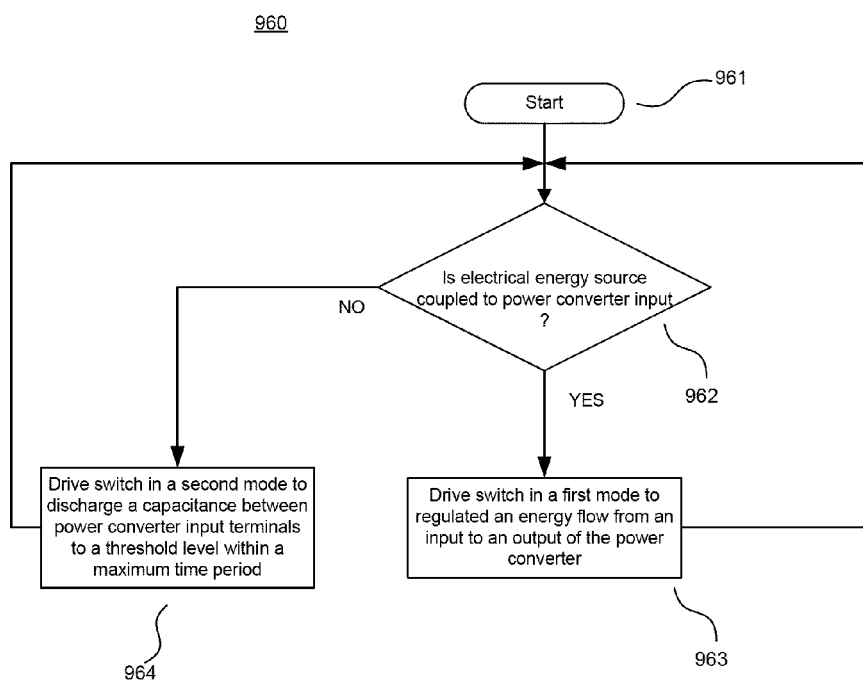 960
Start
961
Is electrical energy source
coupled to power converter input
?
NO
YES
962
Drive switch in a second mode to
discharge a capacitance between
power converter input terminals
to a threshold level within a
maximum time period
Drive switch in a first mode to
regulated an energy flow from an
input to an output of the power
converter
964
963